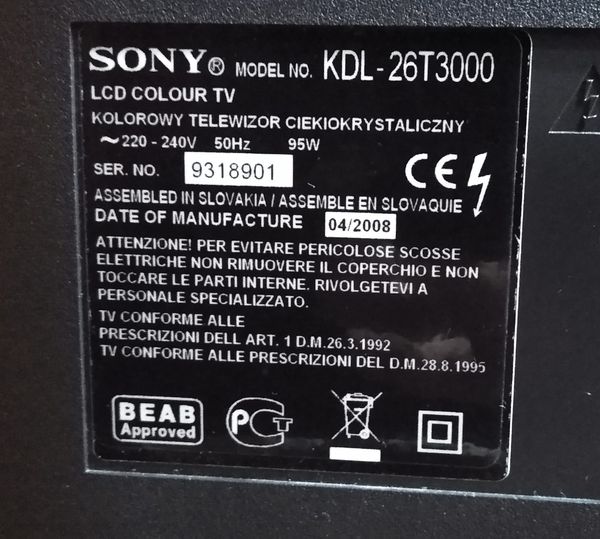 SONY® MODEL NO. KDL-26T3000
LCD COLOUR TV
KOLOROWY TELEWIZOR CIEKIOKRYSTALICZNY
~220 - 240V 50Hz 95W
SER. NO. 9318901
CE
ASSEMBLED IN SLOVAKIA / ASSEMBLE EN SLOVAQUIE
DATE OF MANUFACTURE 04/2008
ATTENZIONE! PER EVITARE PERICOLOSE SCOSSE
ELETTRICHE NON RIMUOVERE IL COPERCHIO E NON
TOCCARE LE PARTI INTERNE. RIVOLGETEVI A
PERSONALE SPECIALIZZATO.
TV CONFORME ALLE
PRESCRIZIONI DELL ART. 1 D.M.26.3.1992
TV CONFORME ALLE PRESCRIZIONI DEL D.M.28.8.1995
BEAB
Approved
PCT